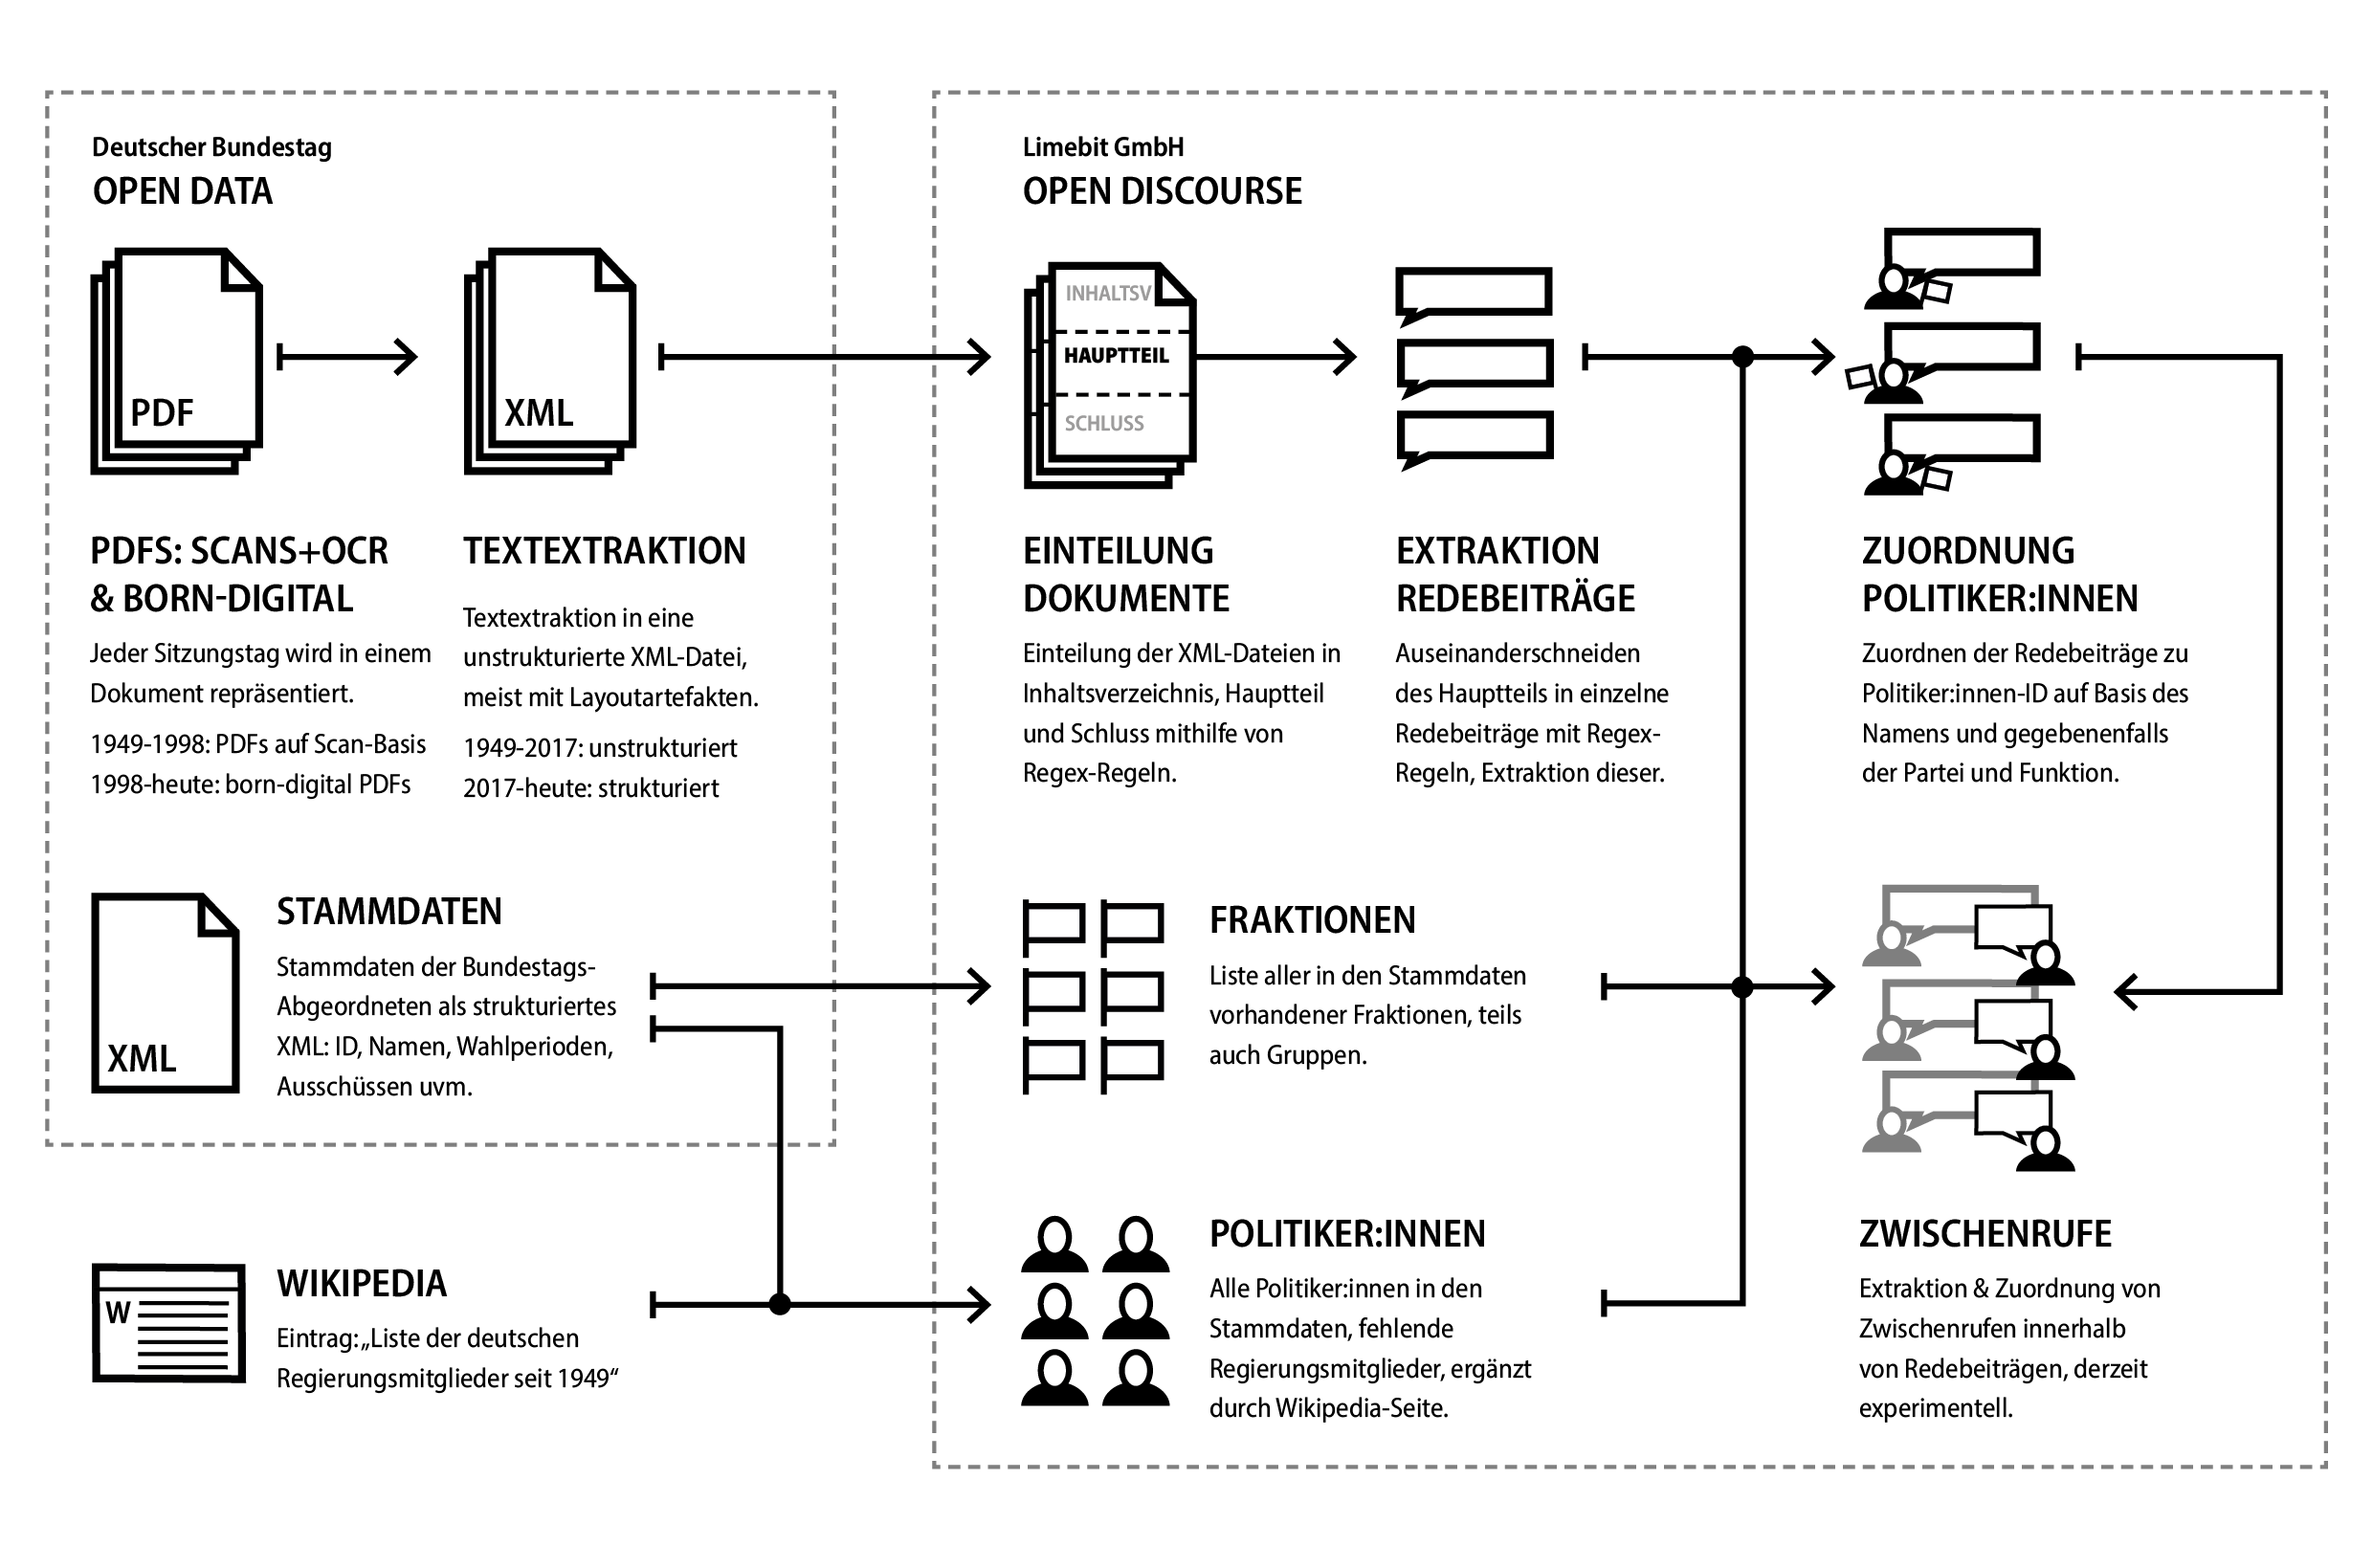 Deutscher Bundestag
OPEN DATA
PDF
XML
PDFS: SCANS+OCR
& BORN-DIGITAL
Jeder Sitzungstag wird in einem
Dokument repräsentiert.
1949-1998: PDFs auf Scan-Basis
1998-heute: born-digital PDFs
TEXTEXTRAKTION
Textextraktion in eine
unstrukturierte XML-Datei,
meist mit Layoutartefakten.
1949-2017: unstrukturiert
2017-heute: strukturiert
XML
STAMMDATEN
Stammdaten der Bundestags-
Abgeordneten als strukturiertes
XML: ID, Namen, Wahlperioden,
Ausschüssen uvm.
W
WIKIPEDIA
Eintrag: „Liste der deutschen
Regierungsmitglieder seit 1949“
Limebit GmbH
OPEN DISCOURSE
INHALTSV
HAUPTTEIL
SCHLUSS
EINTEILUNG
DOKUMENTE
Einteilung der XML-Dateien in
Inhaltsverzeichnis, Hauptteil
und Schluss mithilfe von
Regex-Regeln.
EXTRAKTION
REDEBEITRÄGE
Auseinanderschneiden
des Hauptteils in einzelne
Redebeiträge mit Regex-
Regeln, Extraktion dieser.
ZUORDNUNG
POLITIKER:INNEN
Zuordnen der Redebeiträge zu
Politiker:innen-ID auf Basis des
Namens und gegebenenfalls
der Partei und Funktion.
FRAKTIONEN
Liste aller in den Stammdaten
vorhandener Fraktionen, teils
auch Gruppen.
POLITIKER:INNEN
Alle Politiker:innen in den
Stammdaten, fehlende
Regierungsmitglieder, ergänzt
durch Wikipedia-Seite.
ZWISCHENRUFE
Extraktion & Zuordnung von
Zwischenrufen innerhalb
von Redebeiträgen, derzeit
experimentell.